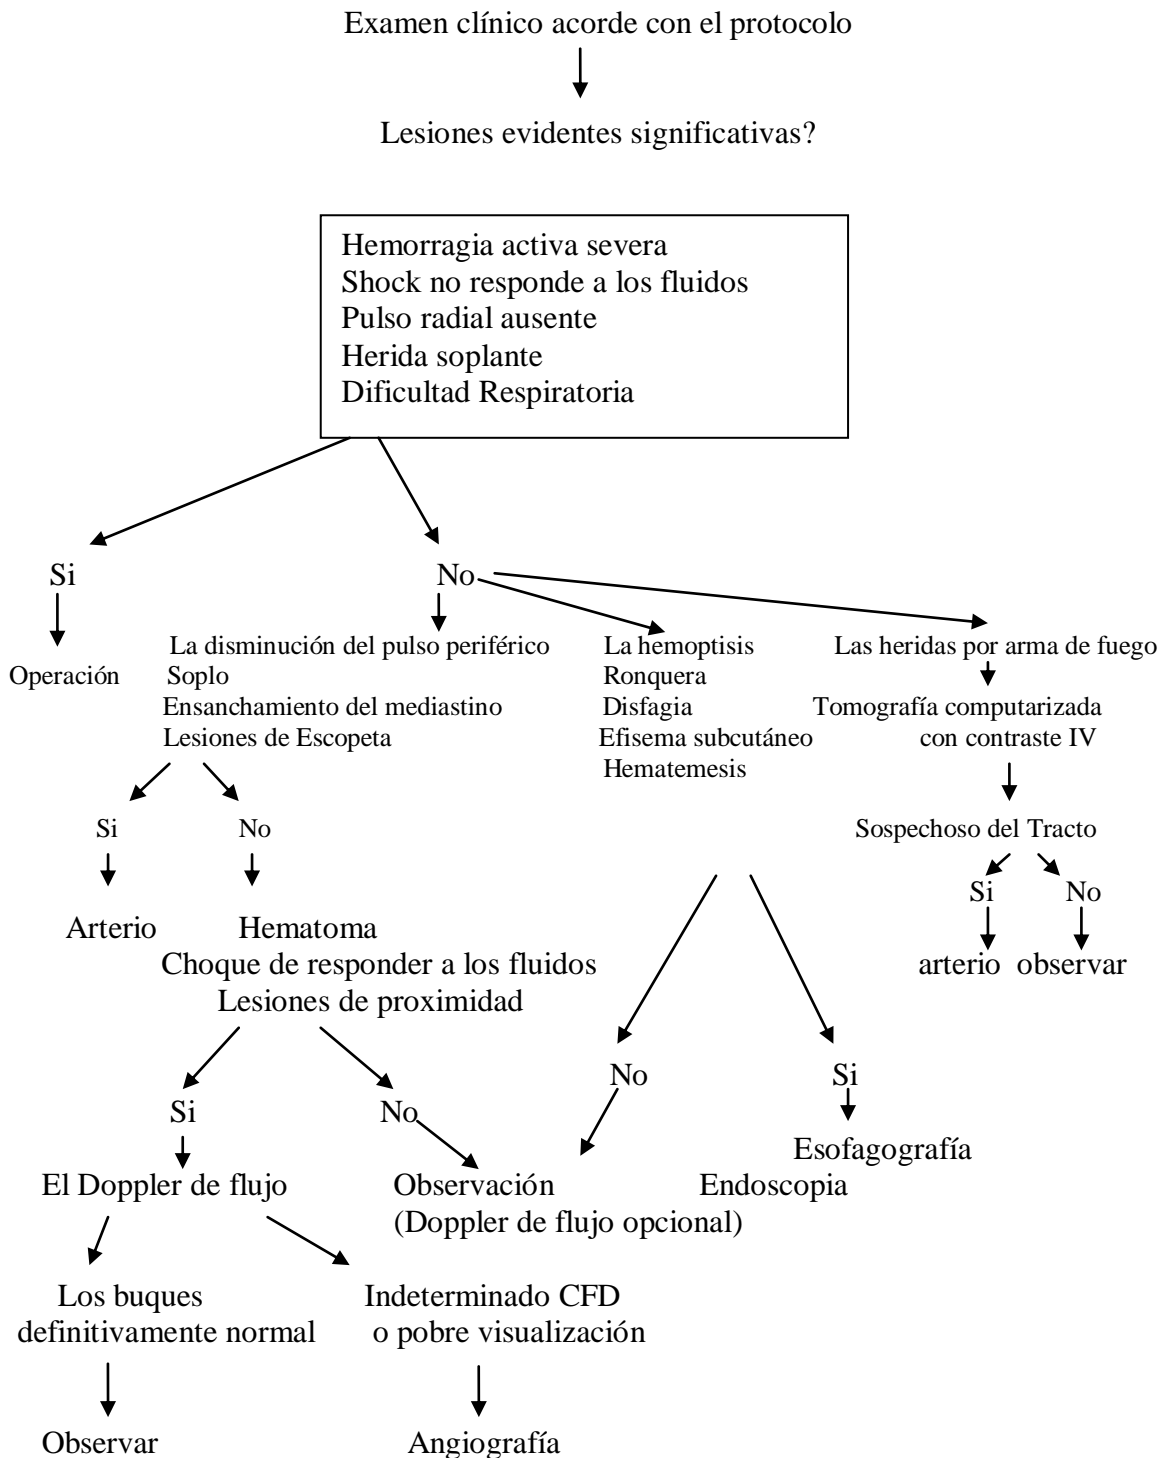 Examen clínico acorde con el protocolo
Lesiones evidentes significativas?
Hemorragia activa severa
Shock no responde a los fluidos
Pulso radial ausente
Herida soplante
Dificultad Respiratoria
Si
No
Operación
La disminución del pulso periférico
Soplo
Ensanchamiento del mediastino
Lesiones de Escopeta
La hemoptisis
Ronquera
Disfagia
Efisema subcutáneo
Hematemesis
Las heridas por arma de fuego
Tomografía computarizada
con contraste IV
Si
No
Sospechoso del Tracto
Si
No
Arterio
Hematoma
Choque de responder a los fluidos
Lesiones de proximidad
arterio
observar
No
Si
Si
No
Esofagografía
Endoscopia
El Doppler de flujo
Observación
(Doppler de flujo opcional)
Los buques
definitivamente normal
Indeterminado CFD
o pobre visualización
Observar
Angiografía